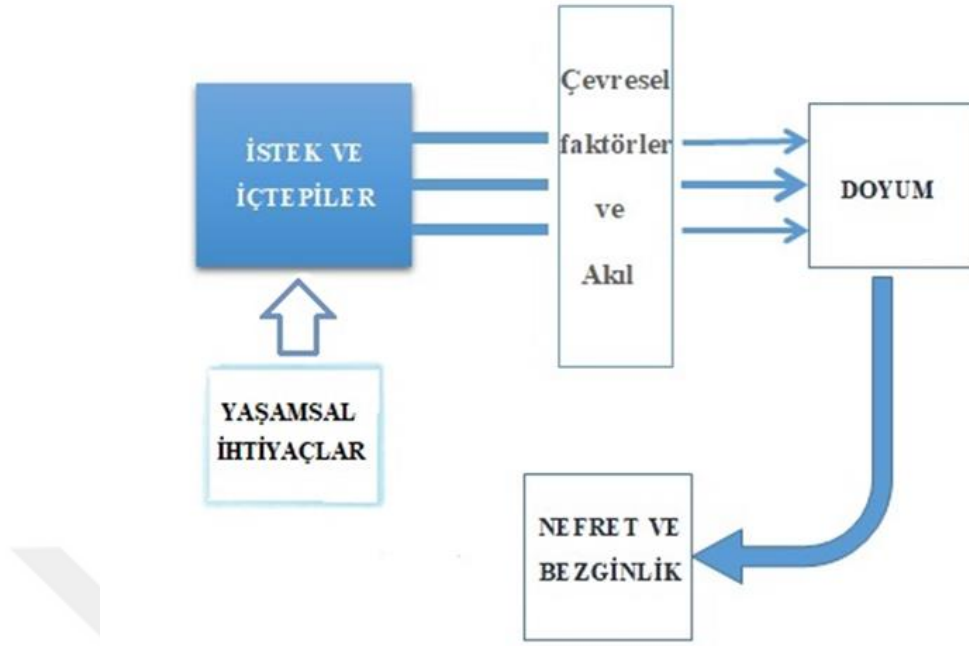 İSTEK VE
İÇTEPİLER
YAŞAMSAL
İHTİYAÇLAR
Çevresel
faktörler
ve
Akıl
DOYUM
NEFRET VE
BEZGİNLİK